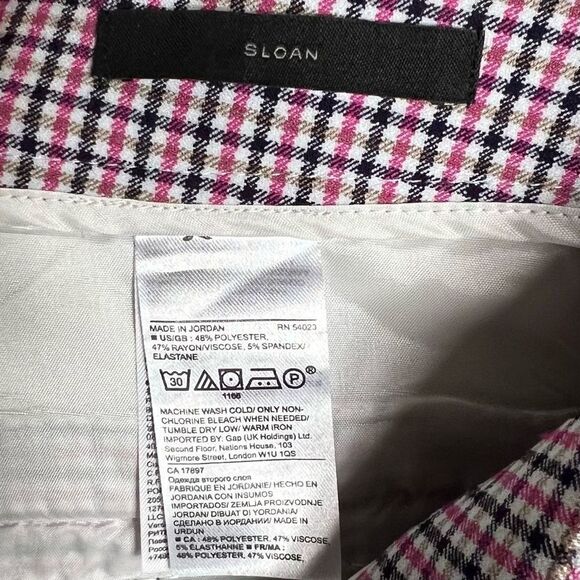 SLOAN
MADE IN JORDAN RN 54023
■ US/GB : 48% POLYESTER,
47% RAYON/VISCOSE, 5% SPANDEX/
ELASTANE
30 P®
1166
MACHINE WASH COLD/ ONLY NON-
CHLORINE BLEACH WHEN NEEDED/
TUMBLE DRY LOW/ WARM IRON
IMPORTED BY: Gap (UK Holdings) Ltd.
Second Floor, Nations House, 103
Wigmore Street, London W1U 1QS
CA 17897
Одежда второго слоя
FABRIQUE EN JORDANIE/ HECHO EN
JORDANIA CON INSUMOS
IMPORTADOS/ ZEMLJA PROIZVODNJE
JORDAN/ DIBUAT DI YORDANIA/
СДЕЛАНО В ИОРДАНИИ/ MADE IN
URDUN
■ CA : 48% POLYESTER, 47% VISCOSE,
5% ÉLASTHANNE ■ FR/MA :
48% POLYESTER, 47% VISCOSE,